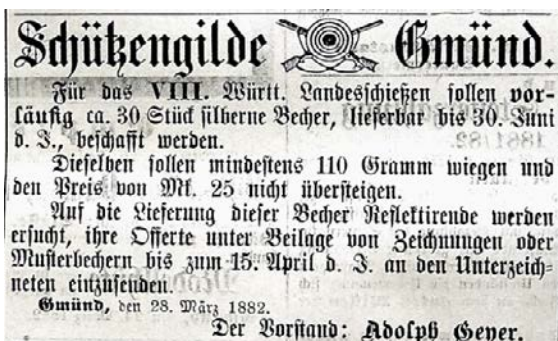 Schützengilde Gmünd.
Für das VIII. Württ. Landesschießen sollen vor-
läufig ca. 30 Stück silberne Becher, lieferbar bis 30. Juni
d. J., beschafft werden.
Dieselben sollen mindestens 110 Gramm wiegen und
den Preis von Mk. 25 nicht übersteigen.
Auf die Lieferung dieser Becher Reflektirende werden
ersucht, ihre Offerte unter Beilage von Zeichnungen oder
Musterbechern bis zum 15. April d. J. an den Unterzeich-
neten einzusenden.
Gmünd, den 28. März 1882.
Der Vorstand: Adolph Geyer.